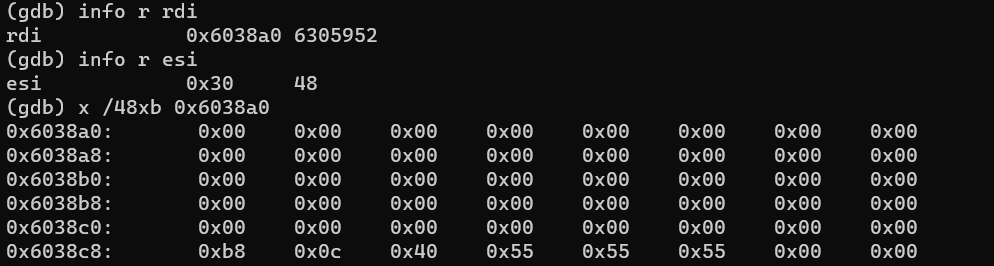 (gdb) info r rdi
rdi            0x6038a0 6305952
(gdb) info r esi
esi            0x30     48
(gdb) x /48xb 0x6038a0
0x6038a0:       0x00    0x00    0x00    0x00    0x00    0x00    0x00    0x00
0x6038a8:       0x00    0x00    0x00    0x00    0x00    0x00    0x00    0x00
0x6038b0:       0x00    0x00    0x00    0x00    0x00    0x00    0x00    0x00
0x6038b8:       0x00    0x00    0x00    0x00    0x00    0x00    0x00    0x00
0x6038c0:       0x00    0x00    0x00    0x00    0x00    0x00    0x00    0x00
0x6038c8:       0xb8    0x0c    0x40    0x55    0x55    0x55    0x00    0x00